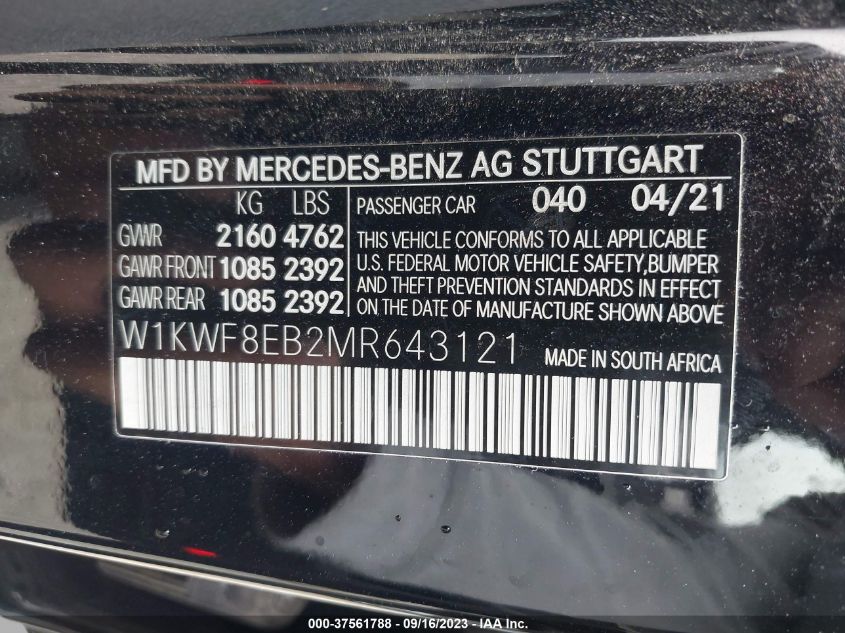 MFD BY MERCEDES-BENZ AG STUTTGART
KG LBS
GVWR 2160 4762
GAWR FRONT 1085 2392
GAWR REAR 1085 2392
PASSENGER CAR 040 04/21
THIS VEHICLE CONFORMS TO ALL APPLICABLE
U.S. FEDERAL MOTOR VEHICLE SAFETY,BUMPER
AND THEFT PREVENTION STANDARDS IN EFFECT
ON THE DATE OF MANUFACTURE SHOWN ABOVE
W1KWF8EB2MR643121 MADE IN SOUTH AFRICA
000-37561788 - 09/16/2023 - IAA Inc.